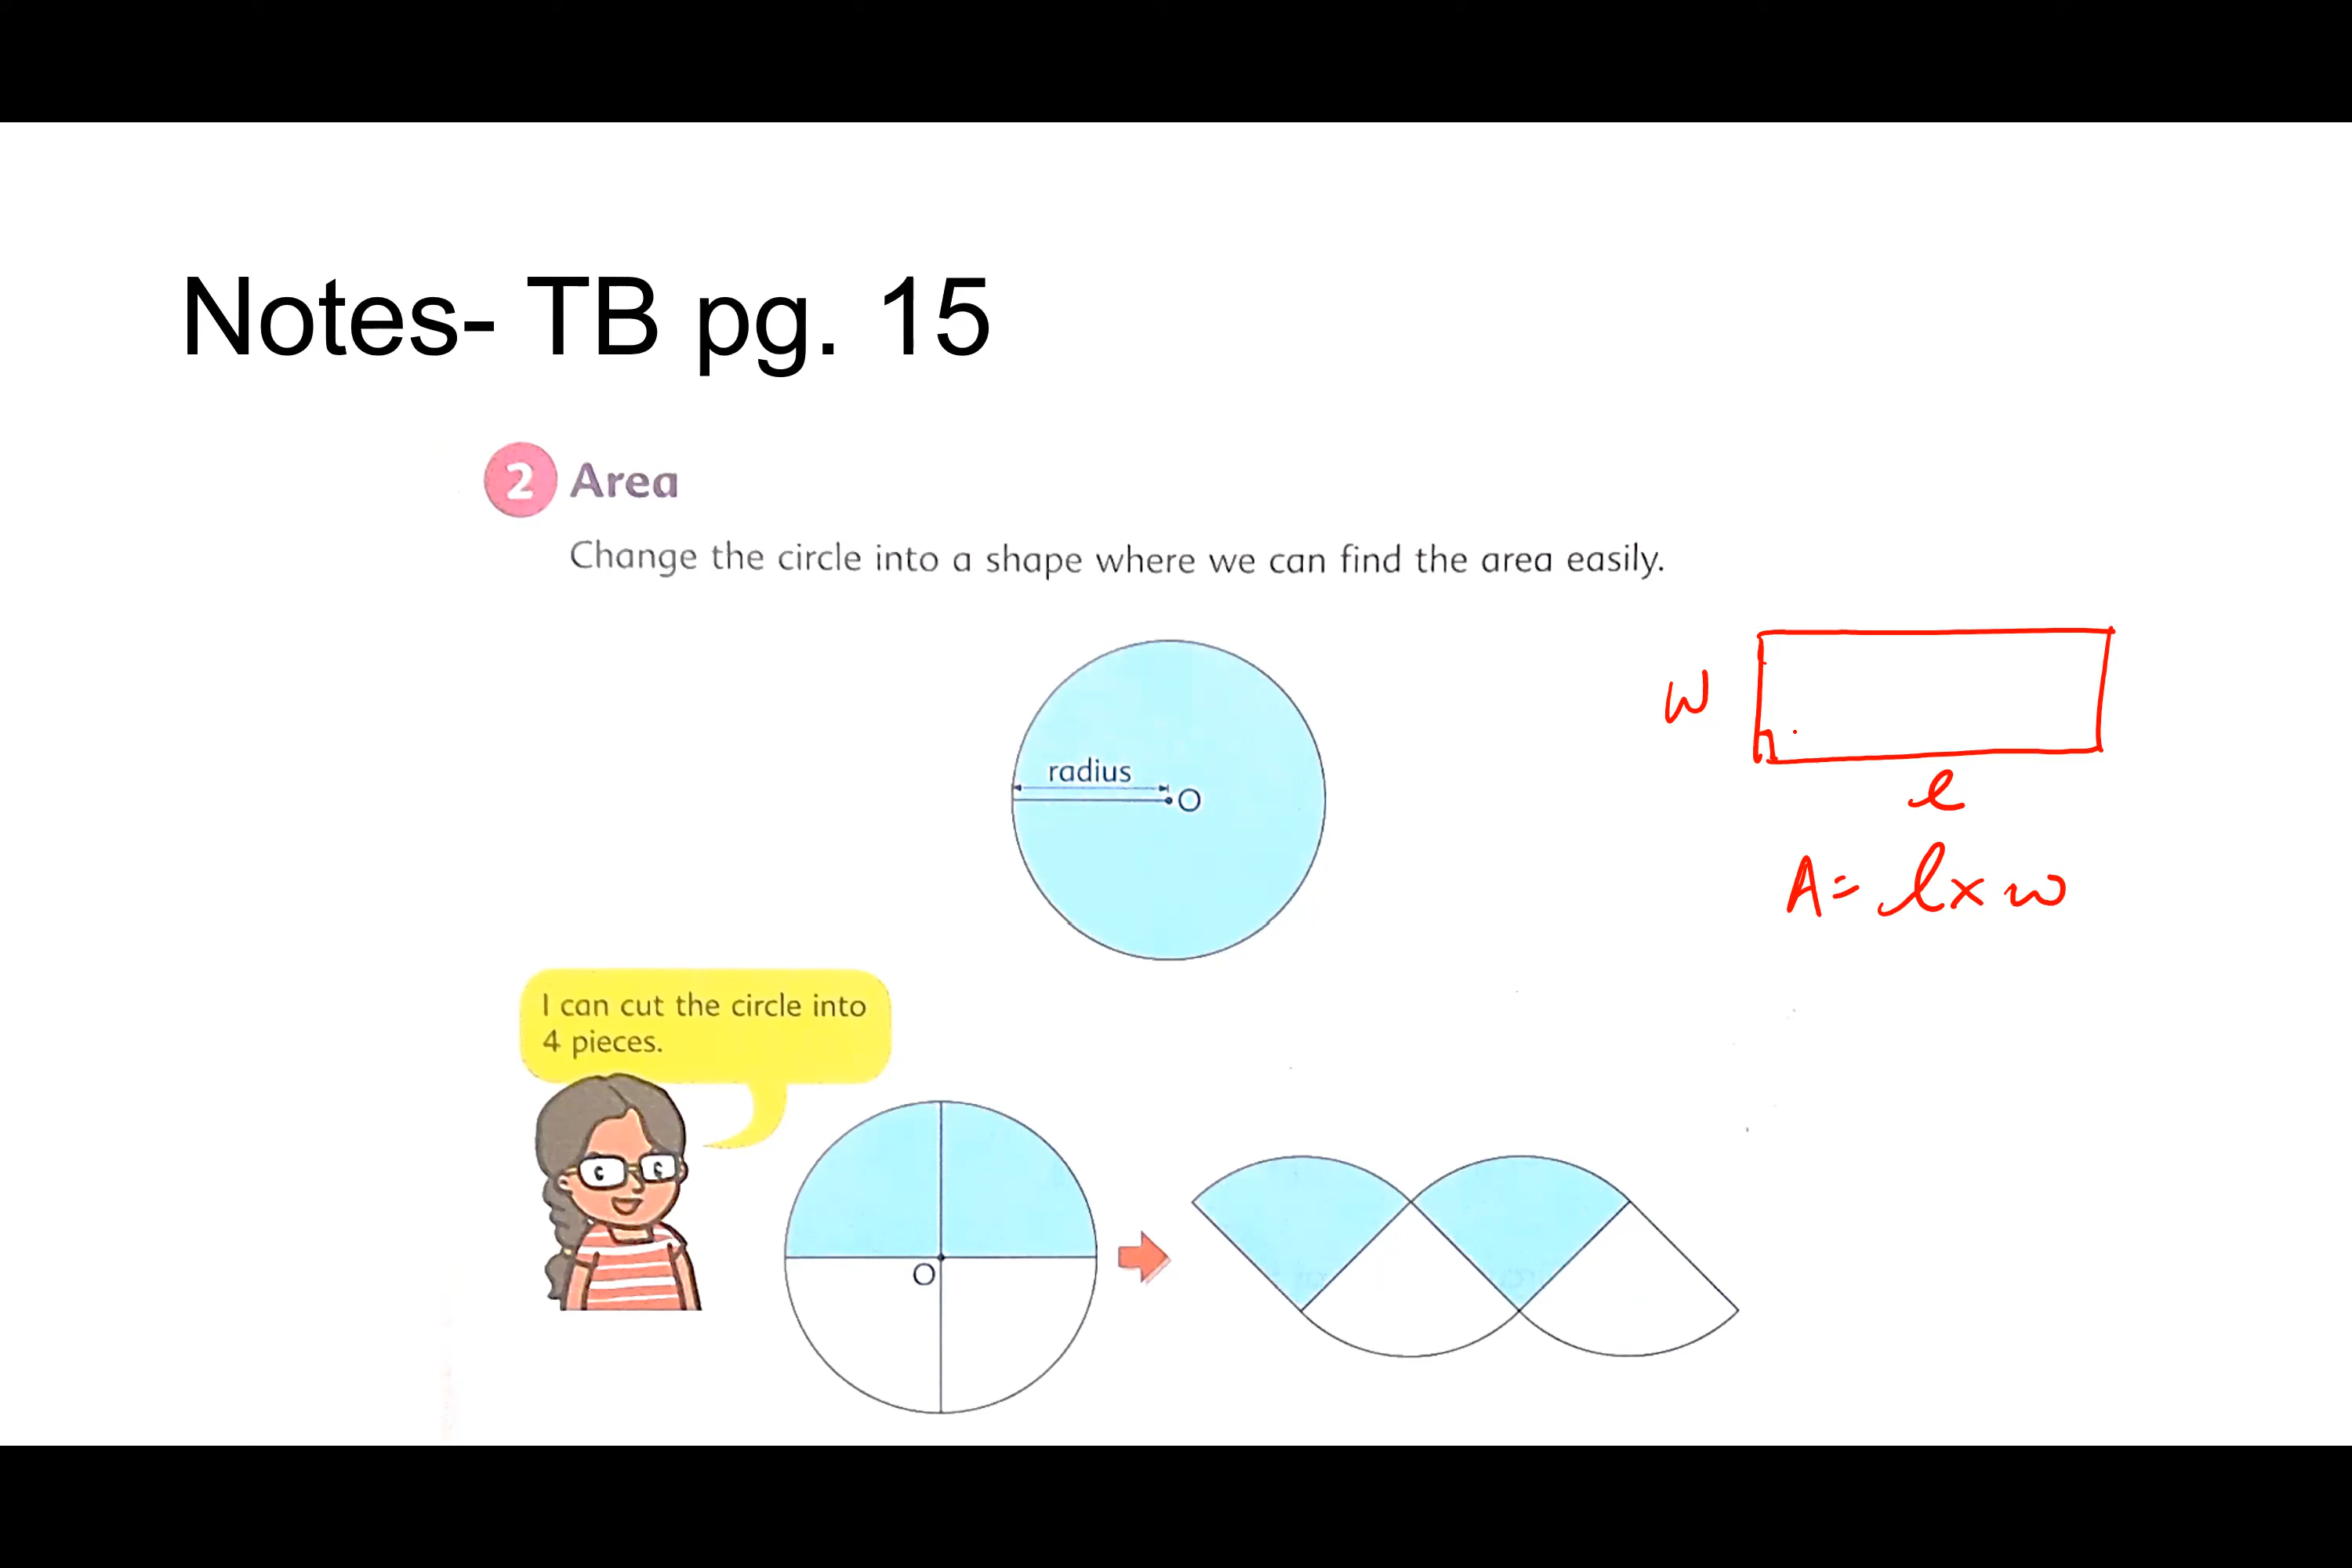 Notes- TB pg. 15
2 Area
Change the circle into a shape where we can find the area easily.
radius
O
W
l
A= l x w
I can cut the circle into
4 pieces.
O